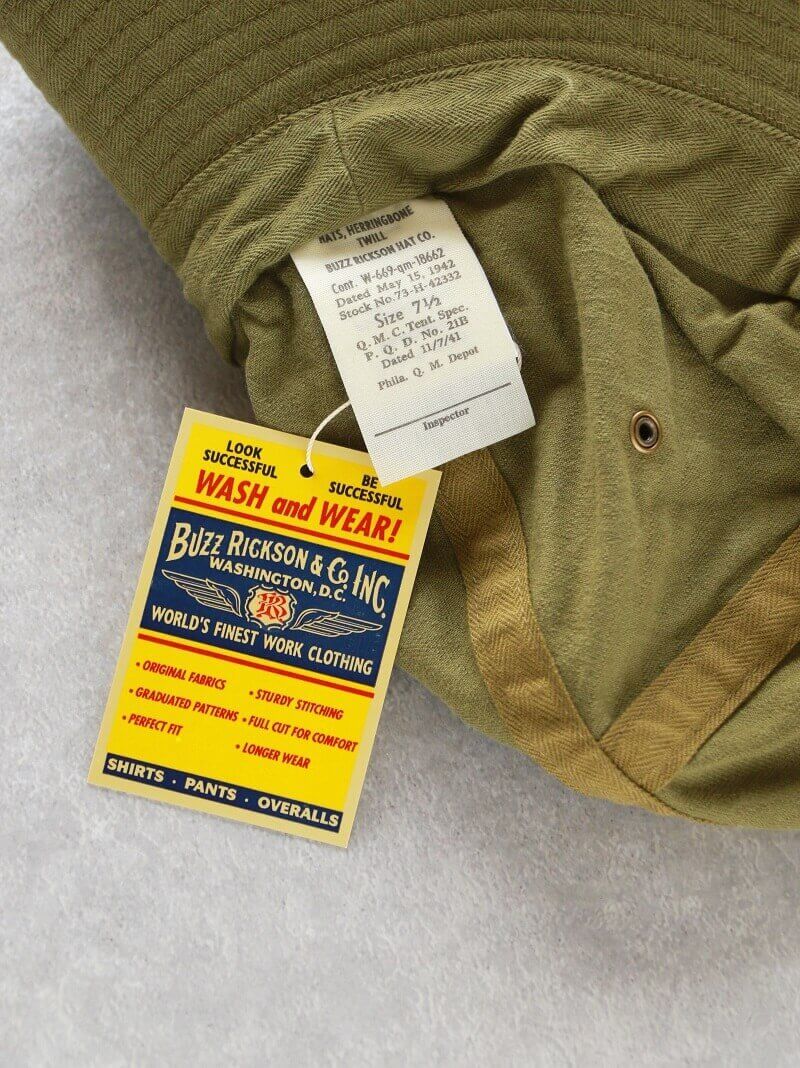 HATS, HERRINGBONE
TWILL
BUZZ RICKSON HAT CO.
Cont. W-669-qm-18662
Dated May 15, 1942
Stock No. 73-H-42332
Size 7½
Q. M. C. Tent. Spec.
P. Q. D. No. 21B
Dated 11/7/41
Phila. Q. M. Depot
Inspector
LOOK
SUCCESSFUL
BE
SUCCESSFUL
WASH and WEAR!
BUZZ RICKSON & Co. INC.
WASHINGTON, D.C.
BR
WORLD'S FINEST WORK CLOTHING
• ORIGINAL FABRICS
• GRADUATED PATTERNS
• PERFECT FIT
• STURDY STITCHING
• FULL CUT FOR COMFORT
• LONGER WEAR
SHIRTS · PANTS · OVERALLS